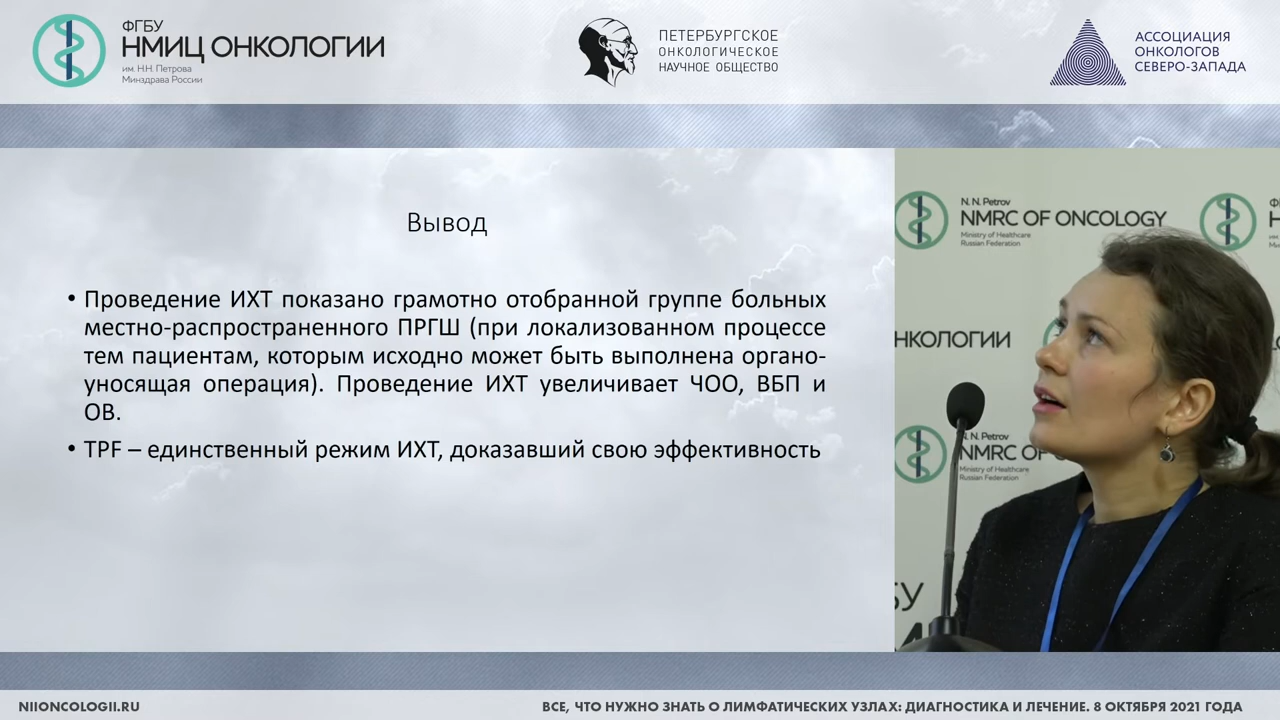 ФГБУ
НМИЦ ОНКОЛОГИИ
им. Н.Н. Петрова
Минздрава России
ПЕТЕРБУРГСКОЕ
ОНКОЛОГИЧЕСКОЕ
НАУЧНОЕ ОБЩЕСТВО
АССОЦИАЦИЯ
ОНКОЛОГОВ
СЕВЕРО-ЗАПАДА
Вывод
• Проведение ИХТ показано грамотно отобранной группе больных
местно-распространенного ПРГШ (при локализованном процессе
тем пациентам, которым исходно может быть выполнена органо-
уносящая операция). Проведение ИХТ увеличивает ЧОО, ВБП и
ОВ.
• TPF – единственный режим ИХТ, доказавший свою эффективность
N. N. Petrov
NMRC OF ONCOLOGY
Ministry of Healthcare
Russian Federation
НКОЛОГИИ
N. N. Petrov
NMRC OF
Ministry of Healthcare
Russian Federation
NIIONCOLOGII.RU
ВСЕ, ЧТО НУЖНО ЗНАТЬ О ЛИМФАТИЧЕСКИХ УЗЛАХ: ДИАГНОСТИКА И ЛЕЧЕНИЕ. 8 ОКТЯБРЯ 2021 ГОДА